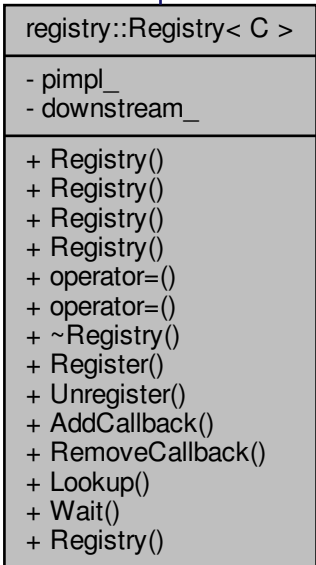 registry::Registry< C >
- pimpl_
- downstream_
+ Registry()
+ Registry()
+ Registry()
+ Registry()
+ operator=()
+ operator=()
+ ~Registry()
+ Register()
+ Unregister()
+ AddCallback()
+ RemoveCallback()
+ Lookup()
+ Wait()
+ Registry()